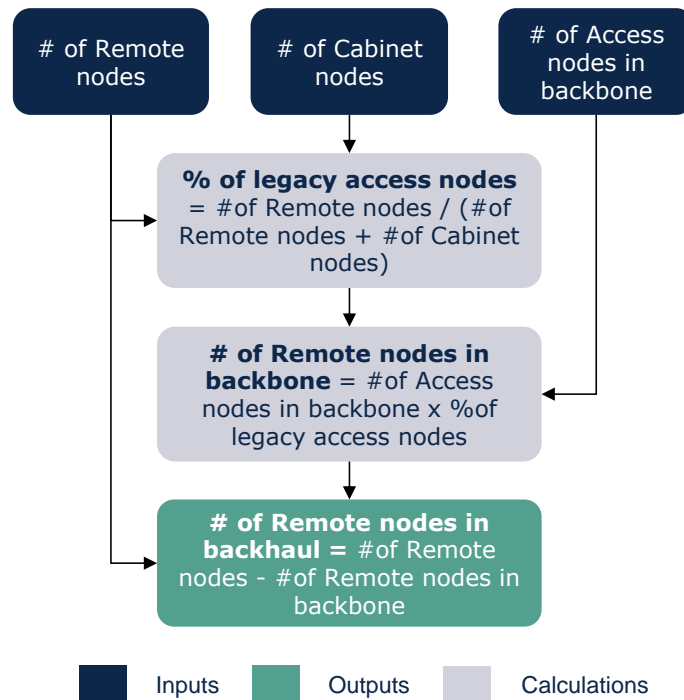 # of Remote
nodes
# of Cabinet
nodes
# of Access
nodes in
backbone
% of legacy access nodes
= #of Remote nodes / (#of
Remote nodes + #of Cabinet
nodes)
# of Remote nodes in
backbone = #of Access
nodes in backbone x %of
legacy access nodes
# of Remote nodes in
backhaul = #of Remote
nodes - #of Remote nodes in
backbone
Inputs
Outputs
Calculations